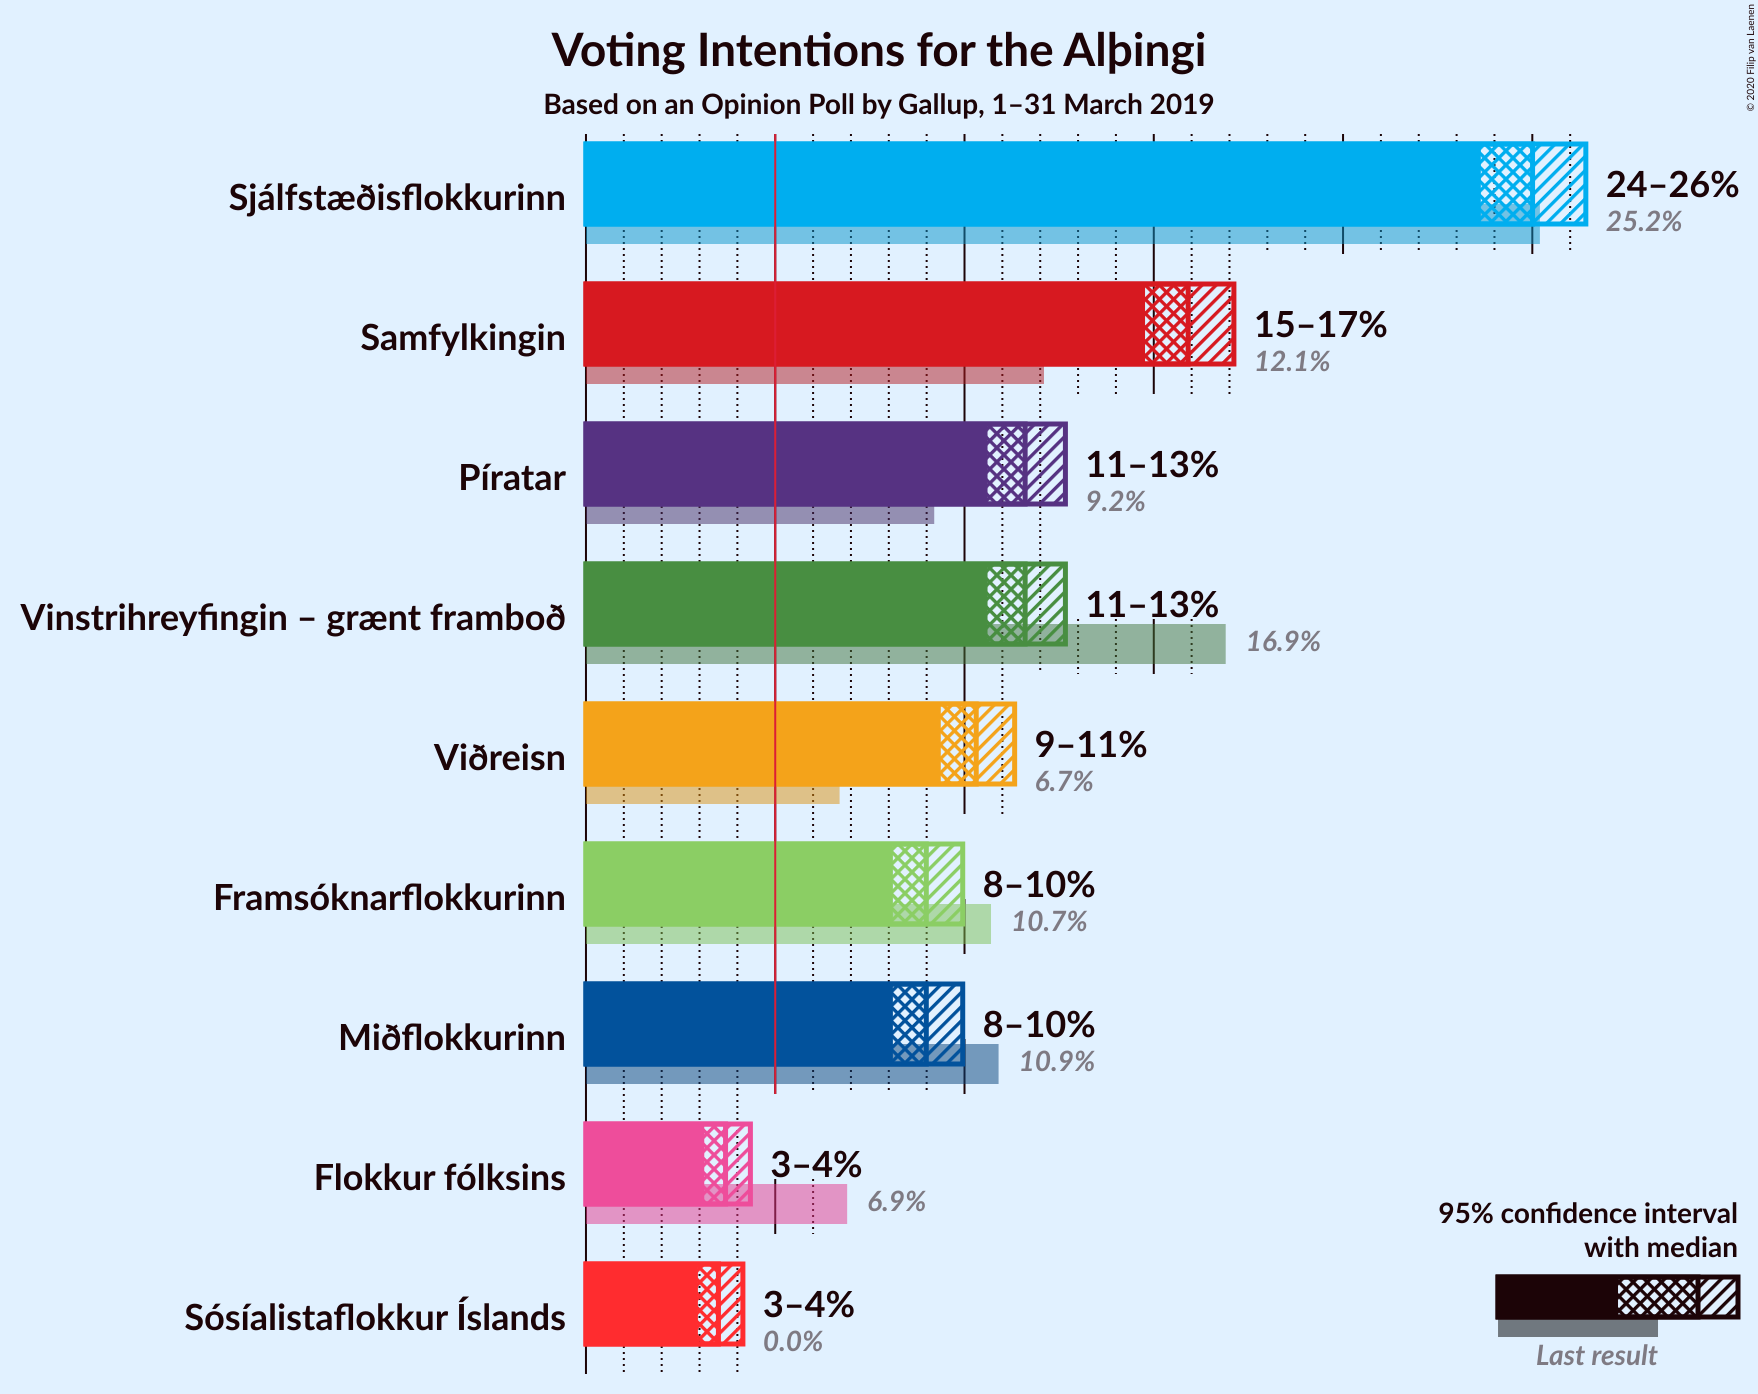 Voting Intentions for the Alþingi
Based on an Opinion Poll by Gallup, 1–31 March 2019
© 2020 Filip van Laenen
Sjálfstæðisflokkurinn
24–26%
25.2%
Samfylkingin
15–17%
12.1%
Píratar
11–13%
9.2%
Vinstrihreyfingin – grænt framboð
11–13%
16.9%
Viðreisn
9–11%
6.7%
Framsóknarflokkurinn
8–10%
10.7%
Miðflokkurinn
8–10%
10.9%
Flokkur fólksins
3–4%
6.9%
Sósíalistaflokkur Íslands
3–4%
0.0%
95% confidence interval
with median
Last result